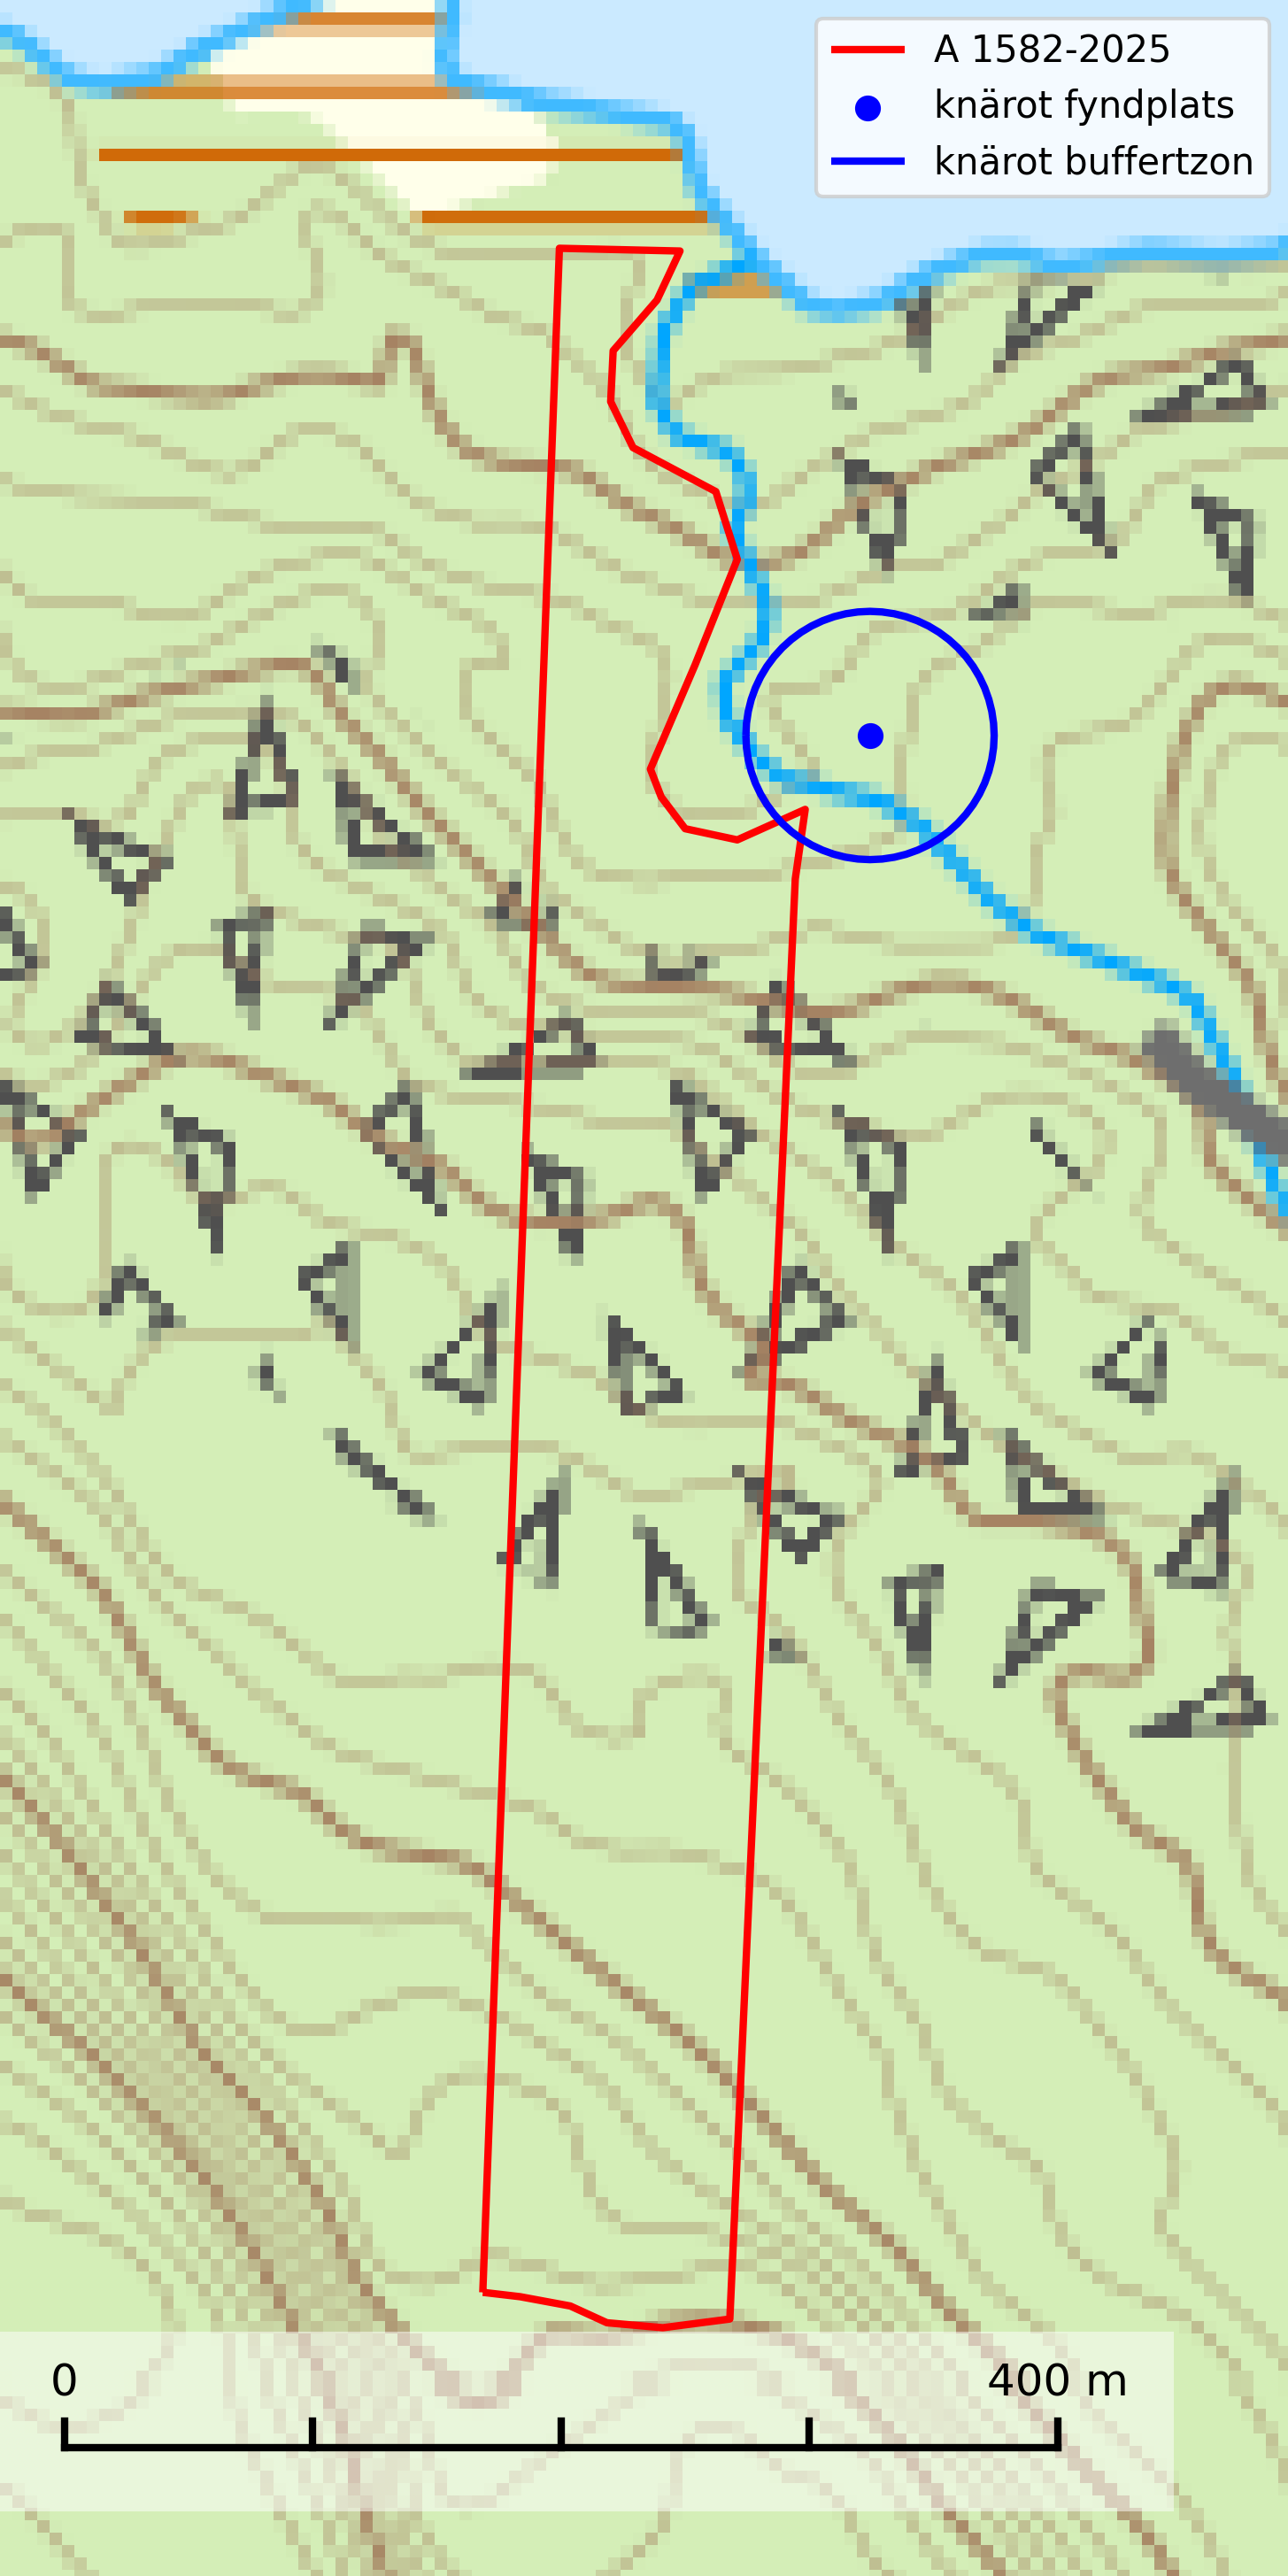 A 1582-2025
knärot fyndplats
knärot buffertzon
0
400 m